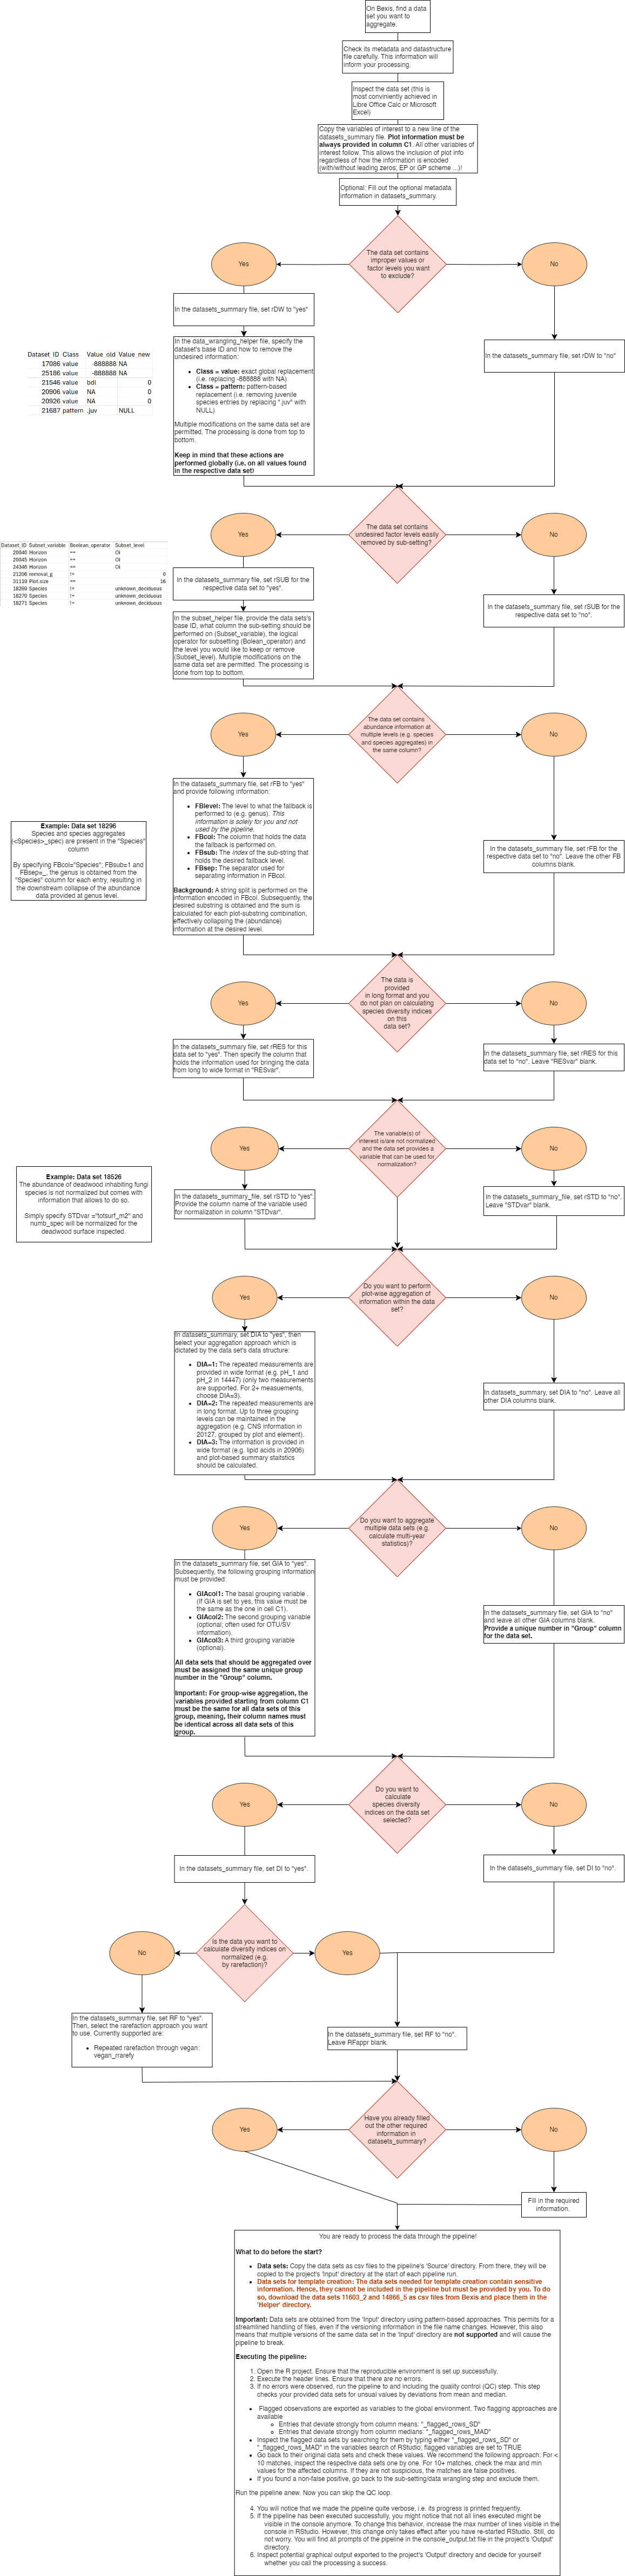 On Bexis, find a data
set you want to
aggregate.
Check its metadata and datastructure
file carefully. This information will
inform your processing.
Inspect the data set (this is
most conviniently achieved in
Libre Office Calc or Microsoft
Excel)
Copy the variables of interest to a new line of the
datasets_summary file. Plot information must be
always provided in column C1. All other variables of
interest follow. This allows the inclusion of plot info
regardless of how the information is encoded
(with/without leading zeros; EP or GP scheme ...)!
Optional: Fill out the optional metadata
information in datasets_summary.
The data set contains
improper values or
factor levels you want
to exclude?
Yes
No
In the datasets_summary file, set rDW to "yes"
In the datasets_summary file, set rDW to "no"
In the data_wrangling_helper file, specify the
dataset's base ID and how to remove the
undesired information:
• Class = value: exact global replacement
(i.e. replacing -888888 with NA)
• Class = pattern: pattern-based
replacement (i.e. removing juvenile
species entries by replacing ".juv" with
NULL)
Multiple modifications on the same data set are
permitted. The processing is done from top to
bottom.
Keep in mind that these actions are
performed globally (i,e. on all values found
in the respective data set)
Dataset_ID Class Value_old Value_new
17086 value -888888 NA
25186 value -888888 NA
21546 value bdl 0
20906 value NA 0
20926 value NA 0
21687 pattern .juv NULL
The data set contains
undesired factor levels easily
removed by sub-setting?
Yes
No
In the datasets_summary file, set rSUB for the
respective data set to "yes".
In the datasets_summary file, set rSUB for the
respective data set to "no".
In the subset_helper file, provide the data sets's
base ID, what column the sub-setting should be
performed on (Subset_variable), the logical
operator for subsetting (Bolean_operator) and
the level you would like to keep or remove
(Subset_level). Multiple modifications on the
same data set are permitted. The processing is
done from top to bottom.
Dataset_ID Subset_variable Boolean_operator Subset_level
20040 Horizon == Oi
20045 Horizon == Oi
24346 Horizon == Oi
21206 removal_g != 0
31119 Plot.size == 16
18269 Species != unknown_deciduous
18270 Species != unknown_deciduous
18271 Species != unknown_deciduous
The data set contains
abundance information at
multiple levels (e.g. species
and species aggregates) in
the same column?
Yes
No
In the datasets_summary file, set rFB to "yes"
and provide following information:
• FBlevel: The level to what the fallback is
performed to (e.g. genus). This
information is solely for you and not
used by the pipeline.
• FBcol: The column that holds the data
the fallback is performed on.
• FBsub: The index of the sub-string that
holds the desired fallback level.
• FBsep: The separator used for
separating information in FBcol.
Background: A string split is performed on the
information encoded in FBcol. Subsequently, the
desired substring is obtained and the sum is
calculated for each plot-substring combination,
effectively collapsing the (abundance)
information at the desired level.
In the datasets_summary file, set rFB for the
respective data set to "no". Leave the other FB
columns blank.
Example: Data set 18296
Species and species aggregates
(<Species>_spec) are present in the "Species"
column
By specifying FBcol="Species"; FBsub=1 and
FBsep=_, the genus is obtained from the
"Species" column for each entry, resulting in
the downstream collapse of the abundance
data provided at genus level.
The data is
provided
in long format and you
do not plan on calculating
species diversity indices
on this
data set?
Yes
No
In the datasets_summary file, set rRES for this
data set to "yes". Then specify the column that
holds the information used for bringing the data
from long to wide format in "RESvar".
In the datasets_summary file, set rRES for this
data set to "no". Leave "RESvar" blank.
The variable(s) of
interest is/are not normalized
and the data set provides a
variable that can be used for
normalization?
Yes
No
In the datasets_summary_file, set rSTD to "yes".
Provide the column name of the variable used
for normalization in column "STDvar".
In the datasets_summary_file, set rSTD to "no".
Leave "STDvar" blank.
Example: Data set 18526
The abundance of deadwood inhabiting fungi
species is not normalized but comes with
information that allows to do so.
Simply specify STDvar ="totsurf_m2" and
numb_spec will be normalized for the
deadwood surface inspected.
Do you want to perform
plot-wise aggregation of
information within the data
set?
Yes
No
In datasets_summary, set DIA to "yes", then
select your aggregation approach which is
dictated by the data set's data structure:
• DIA=1: The repeated measurements are
provided in wide format (e.g. pH_1 and
pH_2 in 14447) (only two measurements
are supported. For 2+ measuements,
choose DIA=3).
• DIA=2: The repeated measurements are
in long format. Up to three grouping
levels can be maintained in the
aggregation (e.g. CNS information in
20127, grouped by plot and element).
• DIA=3: The information is provided in
wide format (e.g. lipid acids in 20906)
and plot-based summary staitstics
should be calculated.
In datasets_summary, set DIA to "no". Leave all
other DIA columns blank.
Do you want to aggregate
multiple data sets (e.g.
calculate multi-year
statistics)?
Yes
No
In the datasets_summary file, set GIA to "yes".
Subsequently, the following grouping information
must be provided:
• GIAcol1: The basal grouping variable .
(If GIA is set to yes, this value must be
the same as the one in cell C1).
• GIAcol2: The second grouping variable
(optional; often used for OTU/SV
information).
• GIAcol3: A third grouping variable
(optional).
All data sets that should be aggregated over
must be assigned the same unique group
number in the "Group" column.
Important: For group-wise aggregation, the
variables provided starting from column C1
must be the same for all data sets of this
group, meaning, their column names must
be identical across all data sets of this
group.
In the datasets_summary file, set GIA to "no"
and leave all other GIA columns blank.
Provide a unique number in "Group" column
for the data set.
Do you want to
calculate
species diversity
indices on the data set
selected?
Yes
No
In the datasets_summary file, set DI to "yes".
In the datasets_summary file, set DI to "no".
Is the data you want to
calculate diversity indices on
normalized (e.g.
by rarefaction)?
No
Yes
In the datasets_summary file, set RF to "yes".
Then, select the rarefaction approach you want
to use. Currently supported are:
• Repeated rarefaction through vegan:
vegan_rrarefy
In the datasets_summary file, set RF to "no".
Leave RFappr blank.
Have you already filled
out the other required
information in
datasets_summary?
Yes
No
Fill in the required
information.
You are ready to process the data through the pipeline!
What to do before the start?
• Data sets: Copy the data sets as csv files to the pipeline's 'Source' directory. From there, they will be
copied to the project's 'Input' directory at the start of each pipeline run.
• Data sets for template creation: The data sets needed for template creation contain sensitive
information. Hence, they cannot be included in the pipeline but must be provided by you. To do
so, download the data sets 11603_2 and 14866_5 as csv files from Bexis and place them in the
'Helper' directory.
Important: Data sets are obtained from the 'Input' directory using pattern-based approaches. This permits for a
streamlined handling of files, even if the versioning information in the file name changes. However, this also
means that multiple versions of the same data set in the 'Input' directory are not supported and will cause the
pipeline to break.
Executing the pipeline:
1. Open the R project. Ensure that the reproducible environment is set up successfully.
2. Execute the header lines. Ensure that there are no errors.
3. If no errors were observed, run the pipeline to and including the quality control (QC) step. This step
checks your provided data sets for unsual values by deviations from mean and median.
• Flagged observations are exported as variables to the global environment. Two flagging approaches are
available
○ Entries that deviate strongly from column means: "_flagged_rows_SD"
○ Entries that deviate strongly from column medians: "_flagged_rows_MAD"
• Inspect the flagged data sets by searching for them by typing either "_flagged_rows_SD" or
"_flagged_rows_MAD" in the variables search of RStudio; flagged variables are set to TRUE
• Go back to their original data sets and check these values. We recommend the following approach: For <
10 matches, inspect the respective data sets one by one. For 10+ matches, check the max and min
values for the affected columns. If they are not suspicious, the matches are false positives.
• If you found a non-false positive, go back to the sub-setting/data wrangling step and exclude them.
Run the pipeline anew. Now you can skip the QC loop.
4. You will notice that we made the pipeline quite verbose, i.e. its progress is printed frequently.
5. If the pipeline has been executed successfully, you might notice that not all lines executed might be
visible in the console anymore. To change this behavior, increase the max number of lines visible in the
console in RStudio. However, this change only takes effect after you have re-started RStudio. Still, do
not worry. You will find all prompts of the pipeline in the console_output.txt file in the project's 'Output'
directory.
6. Inspect potential graphical output exported to the project's 'Output' directory and decide for yourself
whether you call the processing a success.